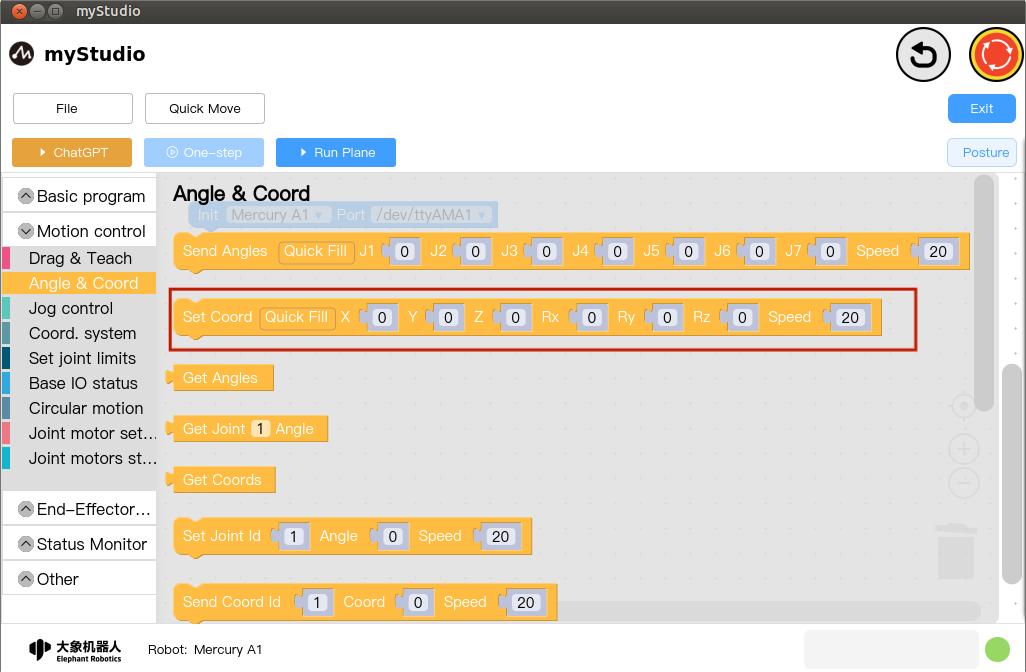 myStudio
myStudio
File
Quick Move
Exit
ChatGPT
One-step
Run Plane
Posture
Basic program
Motion control
Drag & Teach
Angle & Coord
Jog control
Coord. system
Set joint limits
Base IO status
Circular motion
Joint motor set...
Joint motors st...
End-Effector...
Status Monitor
Other
Angle & Coord
Init Mercury A1 ▾ Port /dev/ttyAMA1 ▾
Send Angles Quick Fill J1 0 J2 0 J3 0 J4 0 J5 0 J6 0 J7 0 Speed 20
Set Coord Quick Fill X 0 Y 0 Z 0 Rx 0 Ry 0 Rz 0 Speed 20
Get Angles
Get Joint 1 Angle
Get Coords
Set Joint Id 1 Angle 0 Speed 20
Send Coord Id 1 Coord 0 Speed 20
大象机器人
Elephant Robotics
Robot: Mercury A1